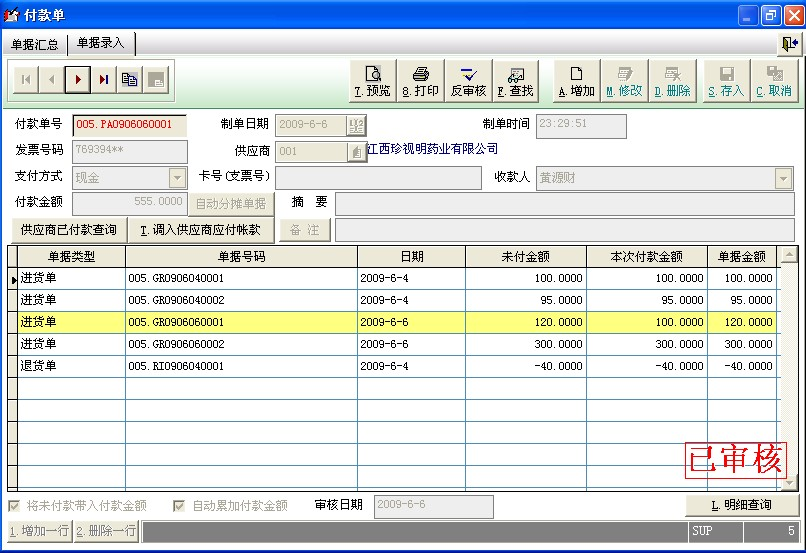 付款单
单据汇总 单据录入
7.预览 8.打印 反审核 F.查找 A.增加 M.修改 D.删除 S.存入 C.取消
付款单号 005.PA0906060001 制单日期 2009-6-6 制单时间 23:29:51
发票号码 769394** 供应商 001 江西珍视明药业有限公司
支付方式 现金 卡号(支票号) 收款人 黄源财
付款金额 555.0000 自动分摊单据 摘 要
供应商已付款查询 T.调入供应商应付帐款 备 注
单据类型 单据号码 日期 未付金额 本次付款金额 单据金额
进货单 005.GR0906040001 2009-6-4 100.0000 100.0000 100.0000
进货单 005.GR0906040002 2009-6-4 95.0000 95.0000 95.0000
进货单 005.GR0906060001 2009-6-6 120.0000 100.0000 120.0000
进货单 005.GR0906060002 2009-6-6 300.0000 300.0000 300.0000
退货单 005.RI0906040001 2009-6-4 -40.0000 -40.0000 -40.0000
已审核
将未付款带入付款金额 自动累加付款金额 审核日期 2009-6-6 L.明细查询
1.增加一行 2.删除一行 SUP 5